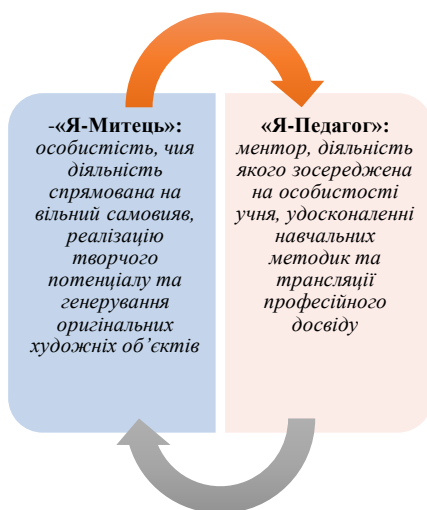 -«Я-Митець»:
особистість, чия
діяльність
спрямована на
вільний самовияв,
реалізацію
творчого
потенціалу та
генерування
оригінальних
художніх об’єктів
«Я-Педагог»:
ментор, діяльність
якого зосереджена
на особистості
учня, удосконаленні
навчальних
методик та
трансляції
професійного
досвіду